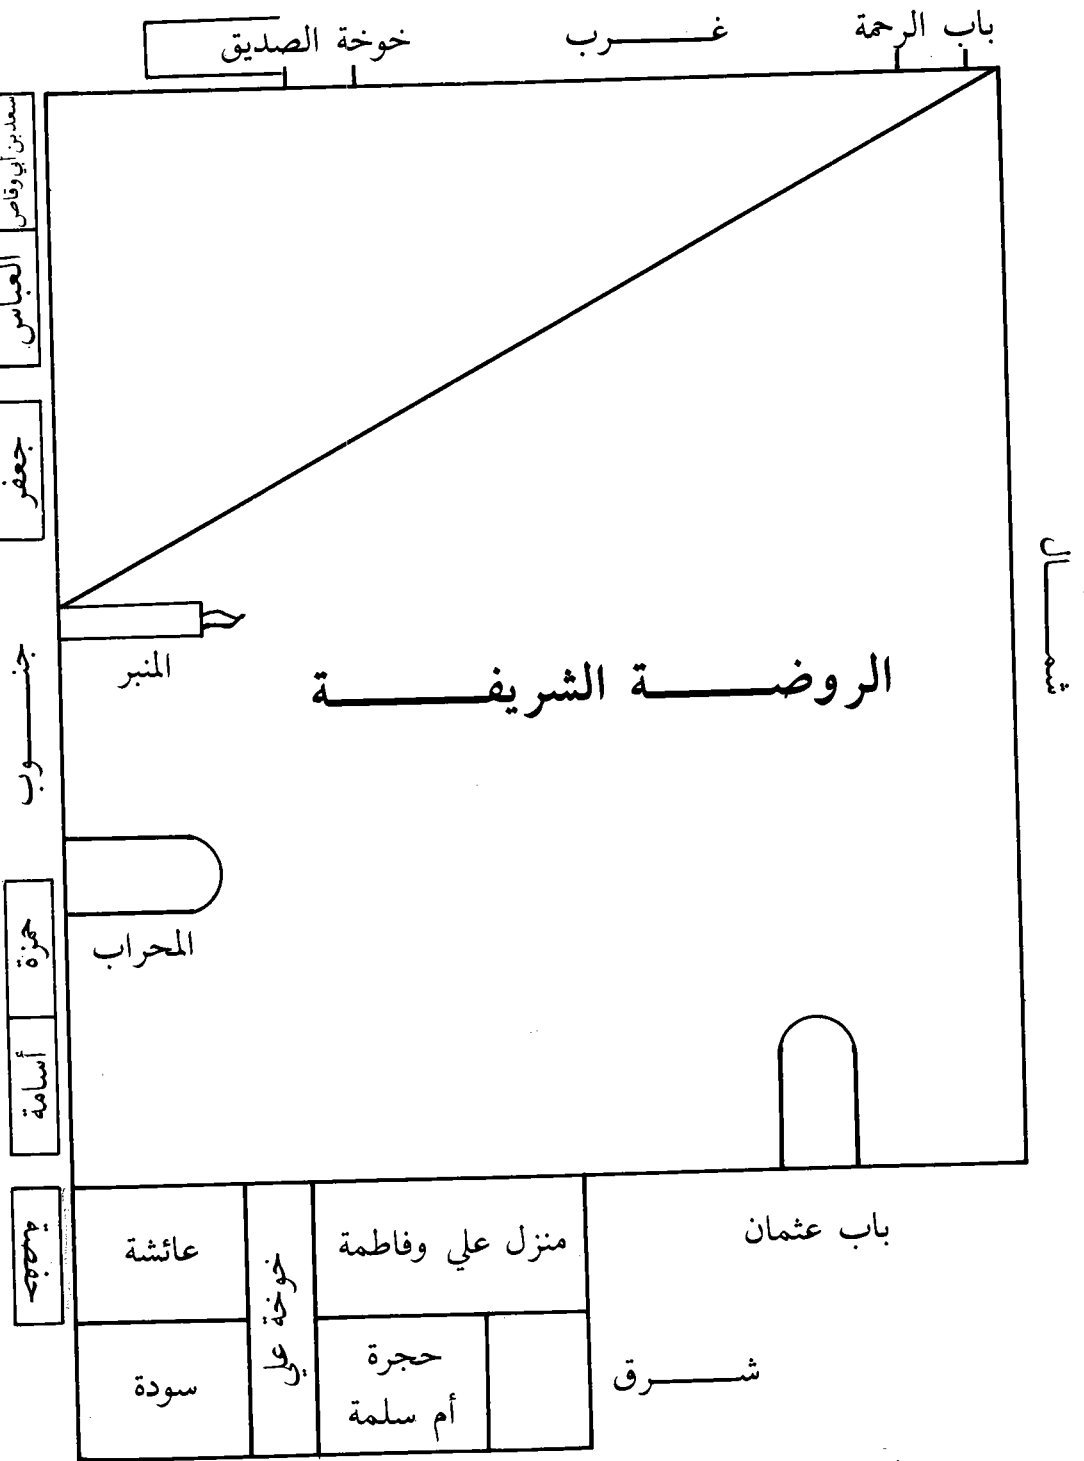 باب الرحمة
غـــرب
خوخة الصديق
سعد بن أبي وقاص
العباس
جعفر
جنـــوب
حمزة
أسامة
حفصة
شمـــال
المنبر
الروضـــة الشريفـــة
المحراب
باب عثمان
شـــرق
منزل علي وفاطمة
خوخة علي
عائشة
حجرة
أم سلمة
سودة